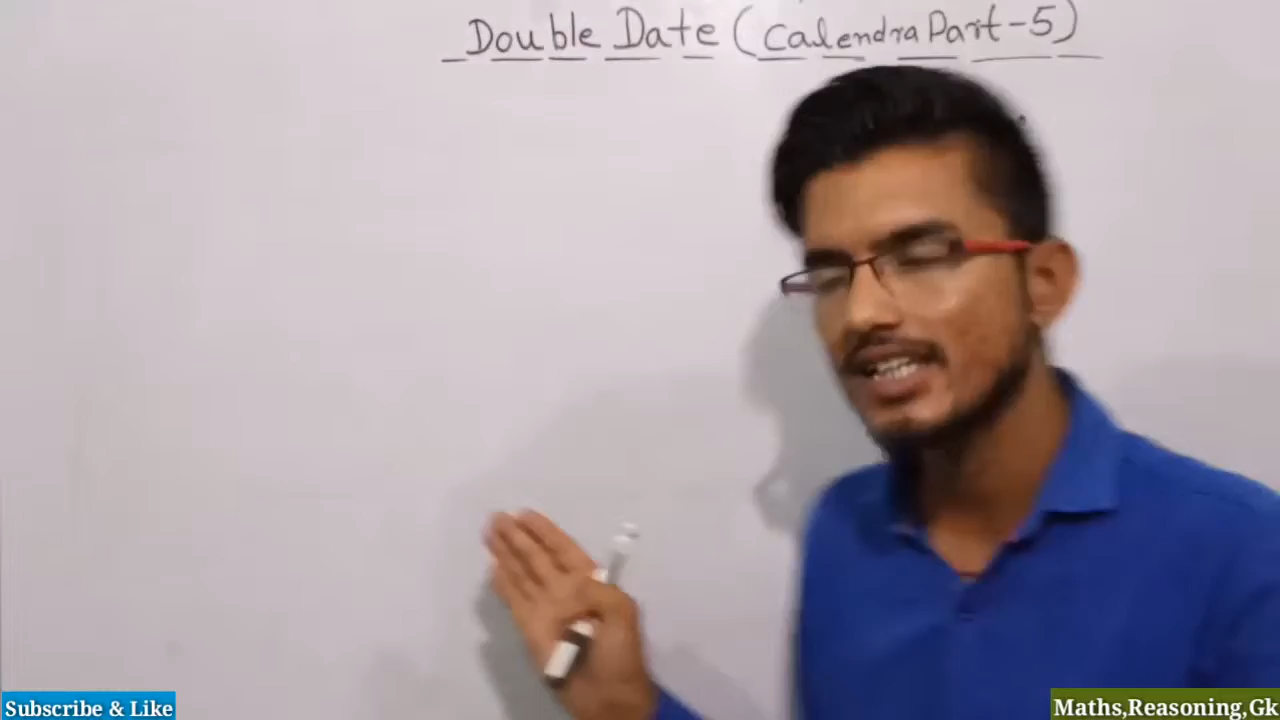 Double Date (Calendra Part-5)
Subscribe & Like
Maths,Reasoning,Gk